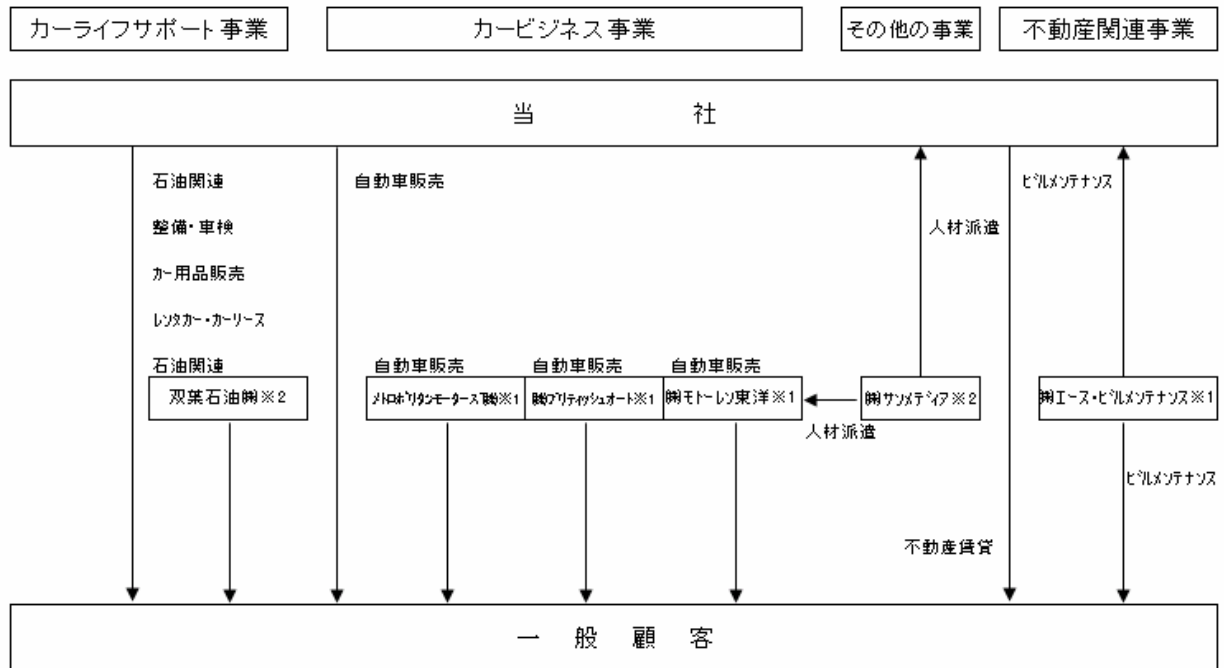 カーライフサポート事業
カービジネス事業
その他の事業
不動産関連事業
当 社
石油関連
自動車販売
ﾋﾞﾙﾒﾝﾃﾅﾝｽ
整備・車検
人材派遣
ｶｰ用品販売
ﾚﾝﾀｶｰ・ｶｰﾘｰｽ
石油関連
自動車販売
自動車販売
自動車販売
双葉石油㈱※2
ﾒﾄﾛﾎﾟﾘﾀﾝﾓｰﾀｰｽﾞ㈱※1
㈱ﾌﾞﾘﾃｨｯｼｭｵｰﾄ※1
㈱ﾓﾄｰﾚﾝ東洋※1
㈱ｻﾝﾒﾃﾞｨｱ※2
㈱ｴｰｽ・ﾋﾞﾙﾒﾝﾃﾅﾝｽ※1
人材派遣
ﾋﾞﾙﾒﾝﾃﾅﾝｽ
不動産賃貸
一 般 顧 客